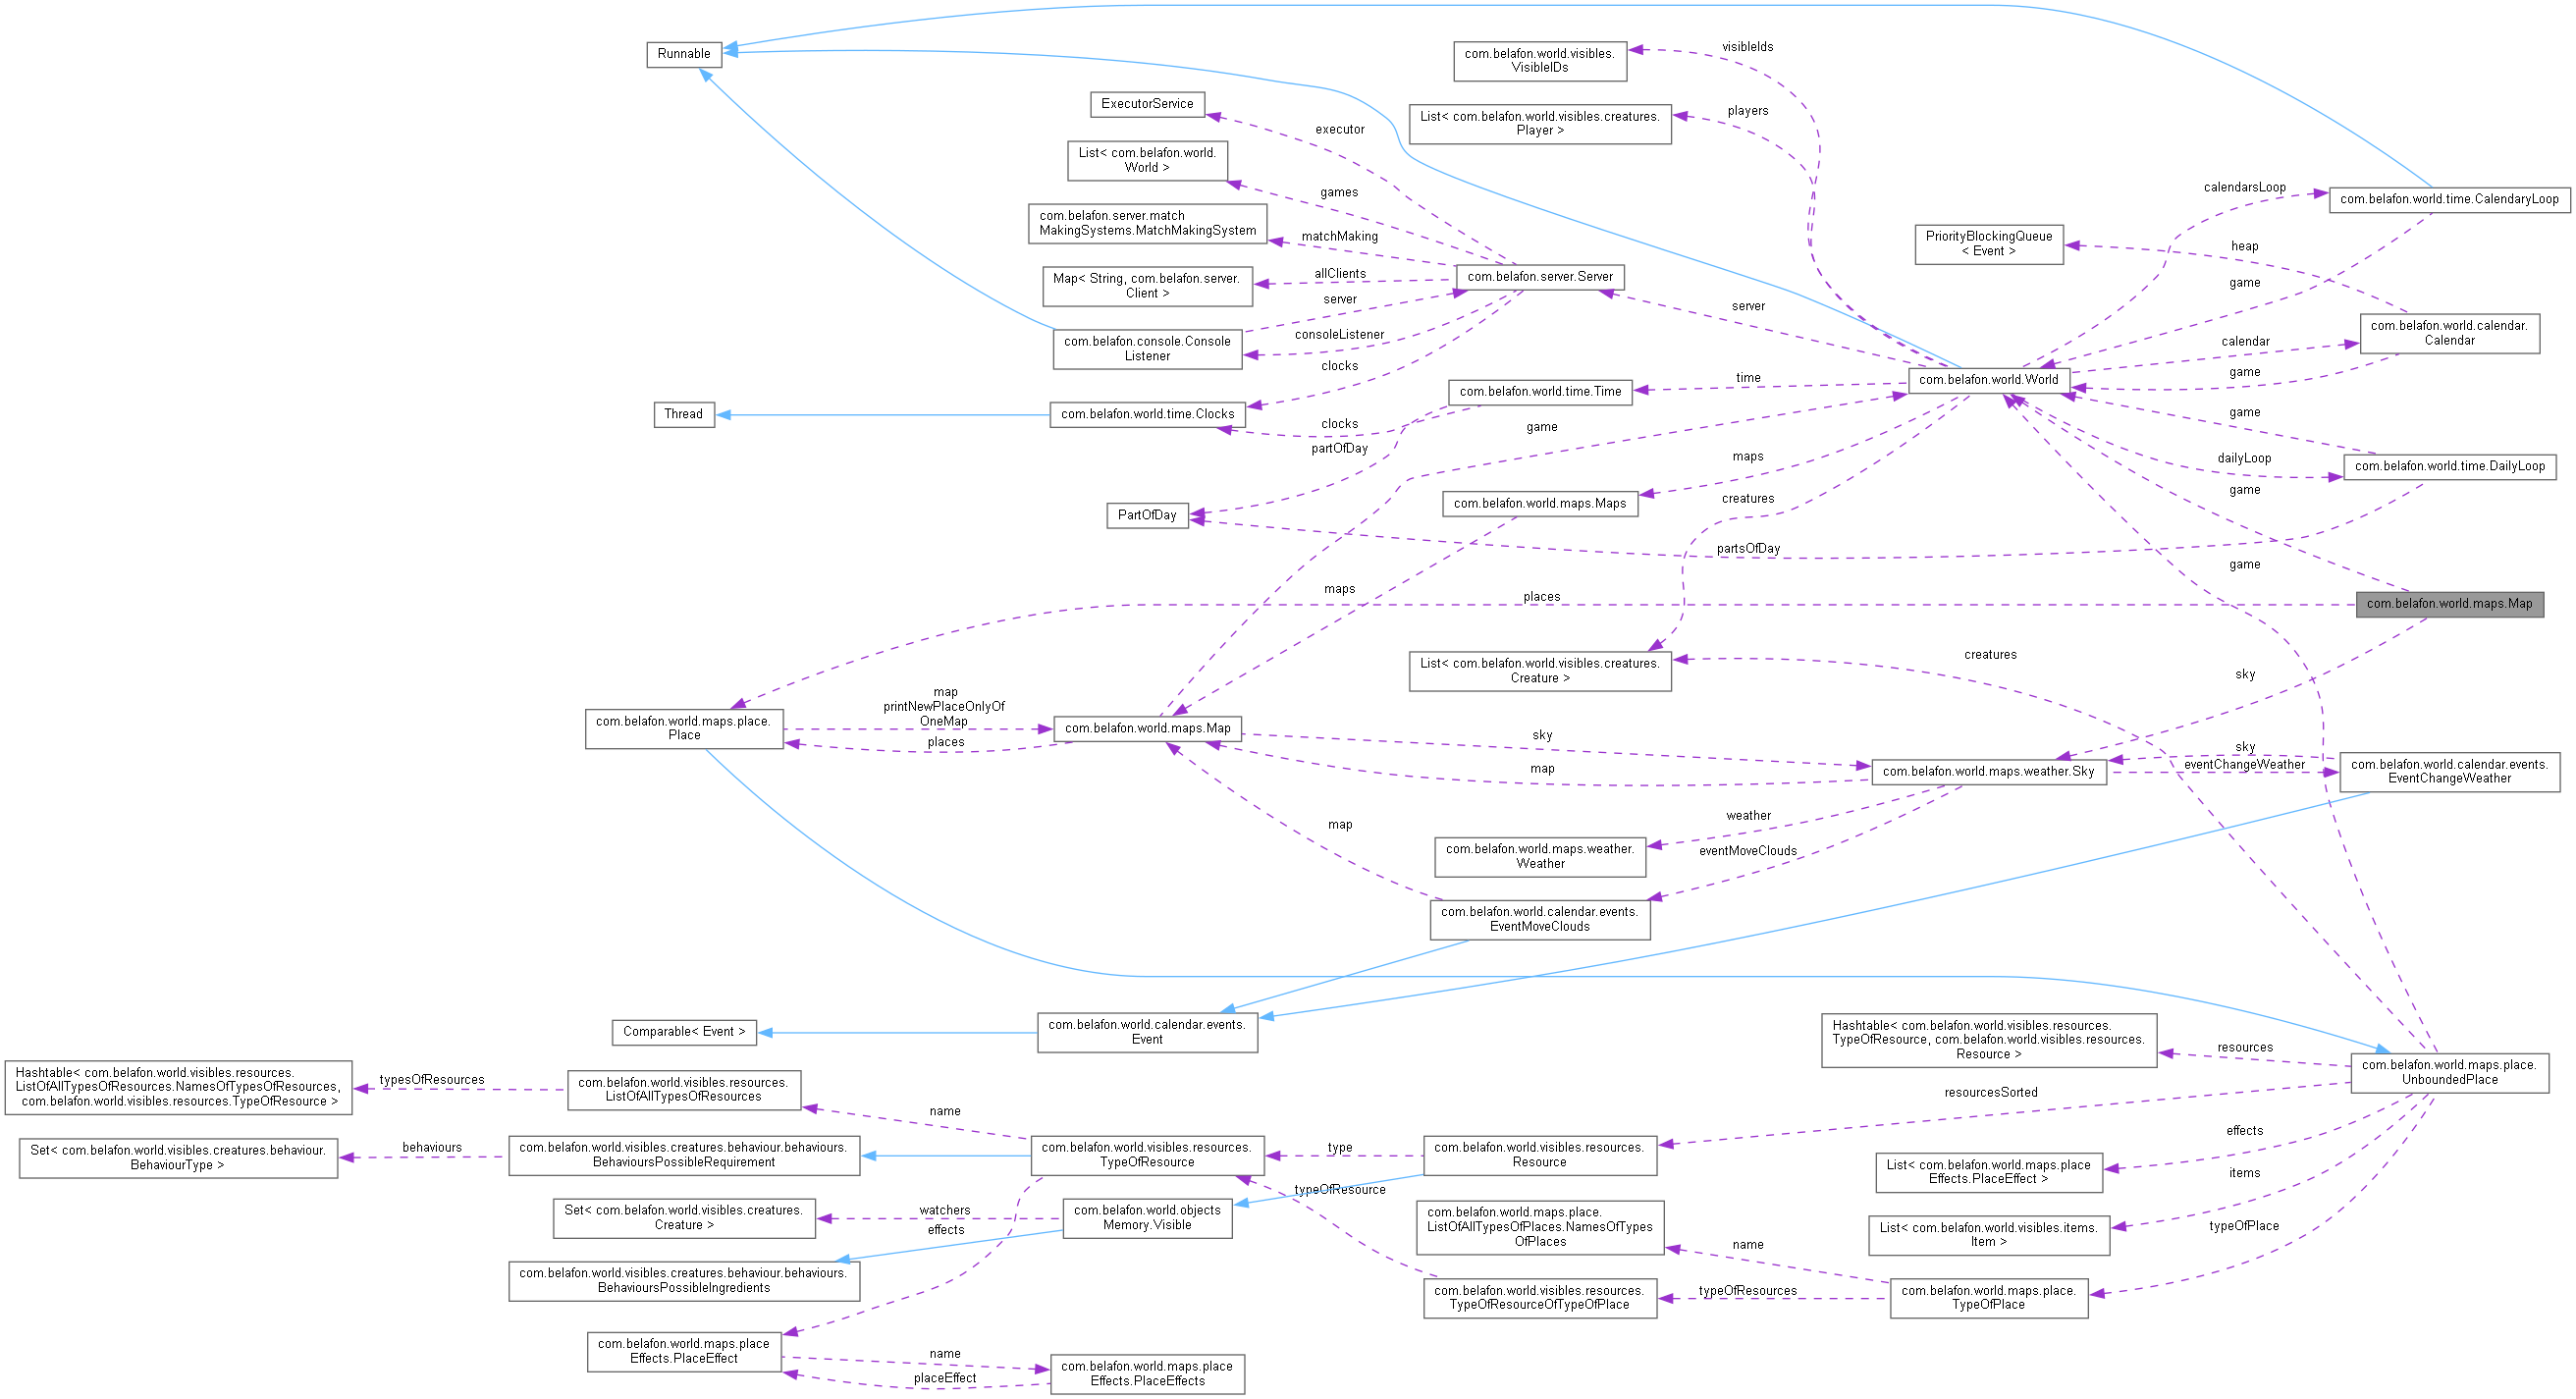 Runnable
com.belafon.world.visibles.
VisibleIDs
visibleIds
ExecutorService
List< com.belafon.world.visibles.creatures.
Player >
players
executor
List< com.belafon.world.
World >
games
com.belafon.server.match
MakingSystems.MatchMakingSystem
matchMaking
Map< String, com.belafon.server.
Client >
allClients
com.belafon.server.Server
server
com.belafon.console.Console
Listener
consoleListener
clocks
server
calendarsLoop
com.belafon.world.time.CalendaryLoop
PriorityBlockingQueue
< Event >
heap
game
com.belafon.world.calendar.
Calendar
calendar
game
com.belafon.world.World
time
com.belafon.world.time.Time
Thread
com.belafon.world.time.Clocks
clocks
partOfDay
game
game
com.belafon.world.time.DailyLoop
dailyLoop
game
maps
creatures
com.belafon.world.maps.Maps
PartOfDay
partsOfDay
game
maps
places
com.belafon.world.maps.Map
List< com.belafon.world.visibles.creatures.
Creature >
creatures
sky
com.belafon.world.maps.place.
Place
map
printNewPlaceOnlyOf
OneMap
places
com.belafon.world.maps.Map
sky
map
com.belafon.world.maps.weather.Sky
sky
eventChangeWeather
com.belafon.world.calendar.events.
EventChangeWeather
weather
com.belafon.world.maps.weather.
Weather
eventMoveClouds
map
com.belafon.world.calendar.events.
EventMoveClouds
Comparable< Event >
com.belafon.world.calendar.events.
Event
Hashtable< com.belafon.world.visibles.resources.
TypeOfResource, com.belafon.world.visibles.resources.
Resource >
resources
com.belafon.world.maps.place.
UnboundedPlace
Hashtable< com.belafon.world.visibles.resources.
ListOfAllTypesOfResources.NamesOfTypesOfResources,
com.belafon.world.visibles.resources.TypeOfResource >
typesOfResources
com.belafon.world.visibles.resources.
ListOfAllTypesOfResources
name
resourcesSorted
Set< com.belafon.world.visibles.creatures.behaviour.
BehaviourType >
behaviours
com.belafon.world.visibles.creatures.behaviour.behaviours.
BehavioursPossibleRequirement
com.belafon.world.visibles.resources.
TypeOfResource
type
com.belafon.world.visibles.resources.
Resource
effects
List< com.belafon.world.maps.place
Effects.PlaceEffect >
items
typeOfResource
Set< com.belafon.world.visibles.creatures.
Creature >
watchers
effects
com.belafon.world.objects
Memory.Visible
com.belafon.world.maps.place.
ListOfAllTypesOfPlaces.NamesOfTypes
OfPlaces
name
List< com.belafon.world.visibles.items.
Item >
typeOfPlace
com.belafon.world.visibles.creatures.behaviour.behaviours.
BehavioursPossibleIngredients
com.belafon.world.visibles.resources.
TypeOfResourceOfTypeOfPlace
typeOfResources
com.belafon.world.maps.place.
TypeOfPlace
com.belafon.world.maps.place
Effects.PlaceEffect
name
placeEffect
com.belafon.world.maps.place
Effects.PlaceEffects